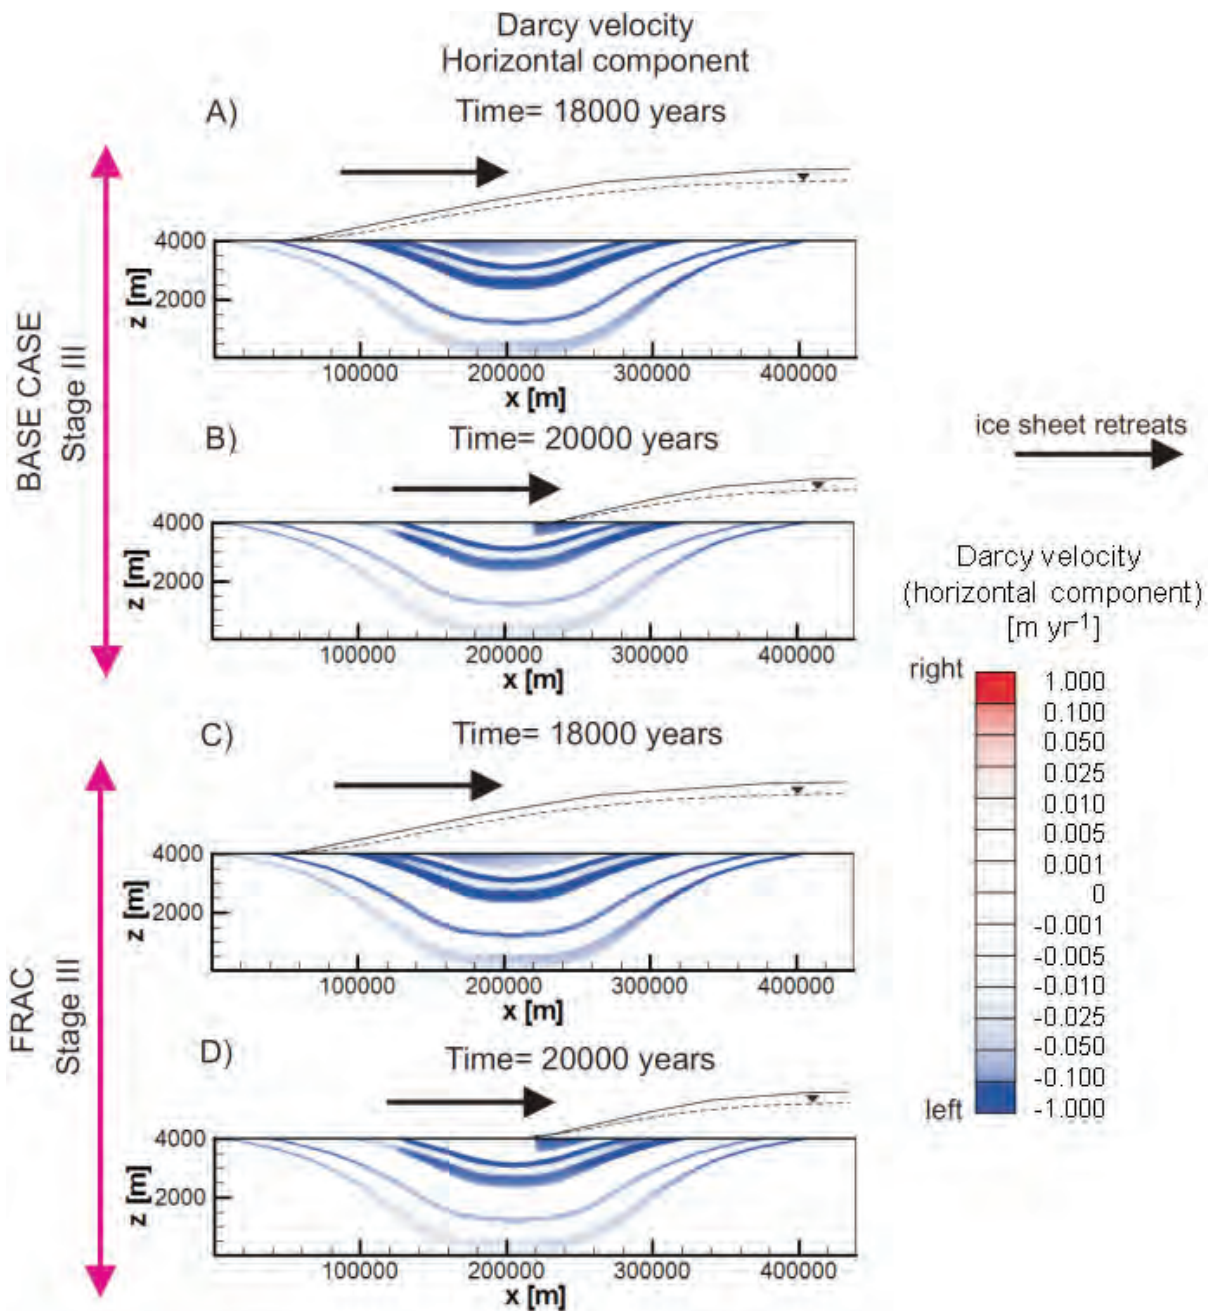 Darcy velocity
Horizontal component
A) Time= 18000 years
4000
2000
z [m]
100000 200000 300000 400000
x [m]
B) Time= 20000 years
4000
2000
z [m]
100000 200000 300000 400000
x [m]
BASE CASE
Stage III
C) Time= 18000 years
4000
2000
z [m]
100000 200000 300000 400000
x [m]
D) Time= 20000 years
4000
2000
z [m]
100000 200000 300000 400000
x [m]
FRAC
Stage III
ice sheet retreats
Darcy velocity
(horizontal component)
[m yr⁻¹]
right
1.000
0.100
0.050
0.025
0.010
0.005
0.001
0
-0.001
-0.005
-0.010
-0.025
-0.050
-0.100
-1.000
left